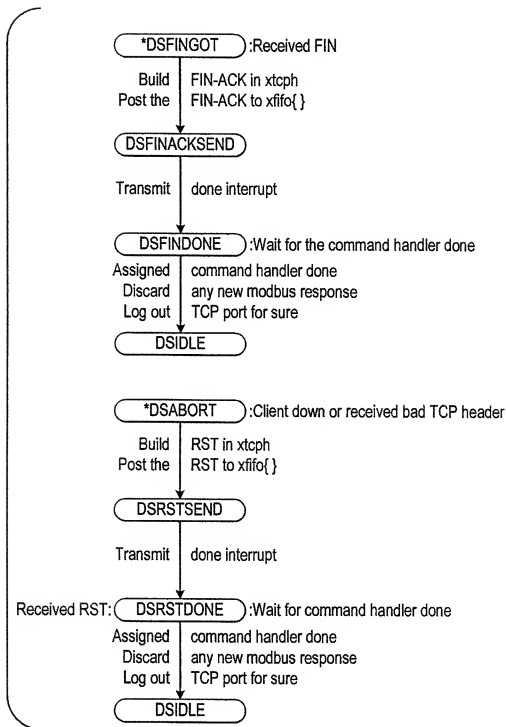 *DSFINGOT :Received FIN
Build FIN-ACK in xtcph
Post the FIN-ACK to xfifo{ }
DSFINACKSEND
Transmit done interrupt
DSFINDONE :Wait for the command handler done
Assigned command handler done
Discard any new modbus response
Log out TCP port for sure
DSIDLE
*DSABORT :Client down or received bad TCP header
Build RST in xtcph
Post the RST to xfifo{ }
DSRSTSEND
Transmit done interrupt
Received RST: DSRSTDONE :Wait for command handler done
Assigned command handler done
Discard any new modbus response
Log out TCP port for sure
DSIDLE